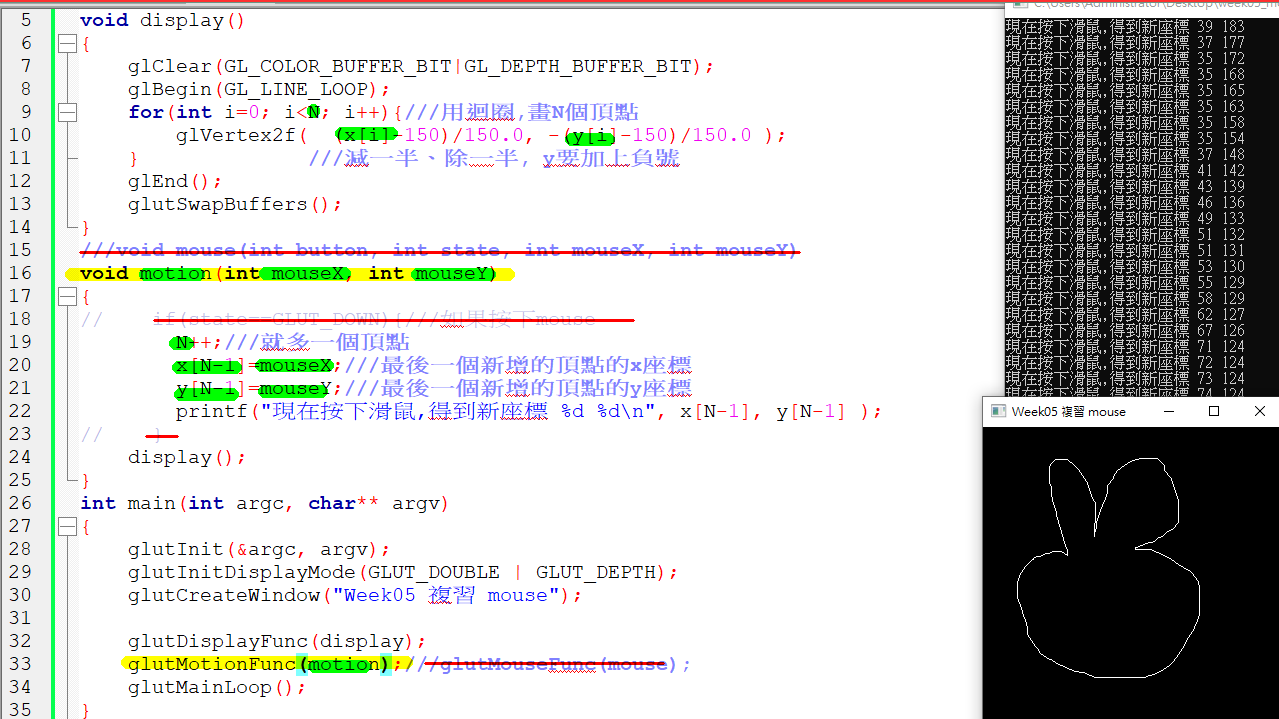 5 void display()
6 {
7 glClear(GL_COLOR_BUFFER_BIT|GL_DEPTH_BUFFER_BIT);
8 glBegin(GL_LINE_LOOP);
9 for(int i=0; i<N; i++){///用迴圈,畫N個頂點
10 glVertex2f( (x[i]-150)/150.0, -(y[i]-150)/150.0 );
11 } ///減一半、除一半, y要加上負號
12 glEnd();
13 glutSwapBuffers();
14 }
15 ///void mouse(int button, int state, int mouseX, int mouseY)
16 void motion(int mouseX, int mouseY)
17 {
18 // if(state==GLUT_DOWN){///如果按下mouse
19 N++;///就多一個頂點
20 x[N-1]=mouseX;///最後一個新增的頂點的x座標
21 y[N-1]=mouseY;///最後一個新增的頂點的y座標
22 printf("現在按下滑鼠,得到新座標 %d %d\n", x[N-1], y[N-1] );
23 // }
24 display();
25 }
26 int main(int argc, char** argv)
27 {
28 glutInit(&argc, argv);
29 glutInitDisplayMode(GLUT_DOUBLE | GLUT_DEPTH);
30 glutCreateWindow("Week05 複習 mouse");
31
32 glutDisplayFunc(display);
33 glutMotionFunc(motion);///glutMouseFunc(mouse);
34 glutMainLoop();
35 }
C:\Users\Administrator\Desktop\week05_m
現在按下滑鼠,得到新座標 39 183
現在按下滑鼠,得到新座標 37 177
現在按下滑鼠,得到新座標 35 172
現在按下滑鼠,得到新座標 35 168
現在按下滑鼠,得到新座標 35 165
現在按下滑鼠,得到新座標 35 163
現在按下滑鼠,得到新座標 35 158
現在按下滑鼠,得到新座標 35 154
現在按下滑鼠,得到新座標 37 148
現在按下滑鼠,得到新座標 41 142
現在按下滑鼠,得到新座標 43 139
現在按下滑鼠,得到新座標 46 136
現在按下滑鼠,得到新座標 49 133
現在按下滑鼠,得到新座標 51 132
現在按下滑鼠,得到新座標 51 131
現在按下滑鼠,得到新座標 53 130
現在按下滑鼠,得到新座標 55 129
現在按下滑鼠,得到新座標 58 129
現在按下滑鼠,得到新座標 62 127
現在按下滑鼠,得到新座標 67 126
現在按下滑鼠,得到新座標 71 124
現在按下滑鼠,得到新座標 72 124
現在按下滑鼠,得到新座標 73 124
現在按下滑鼠,得到新座標 74 124
Week05 複習 mouse